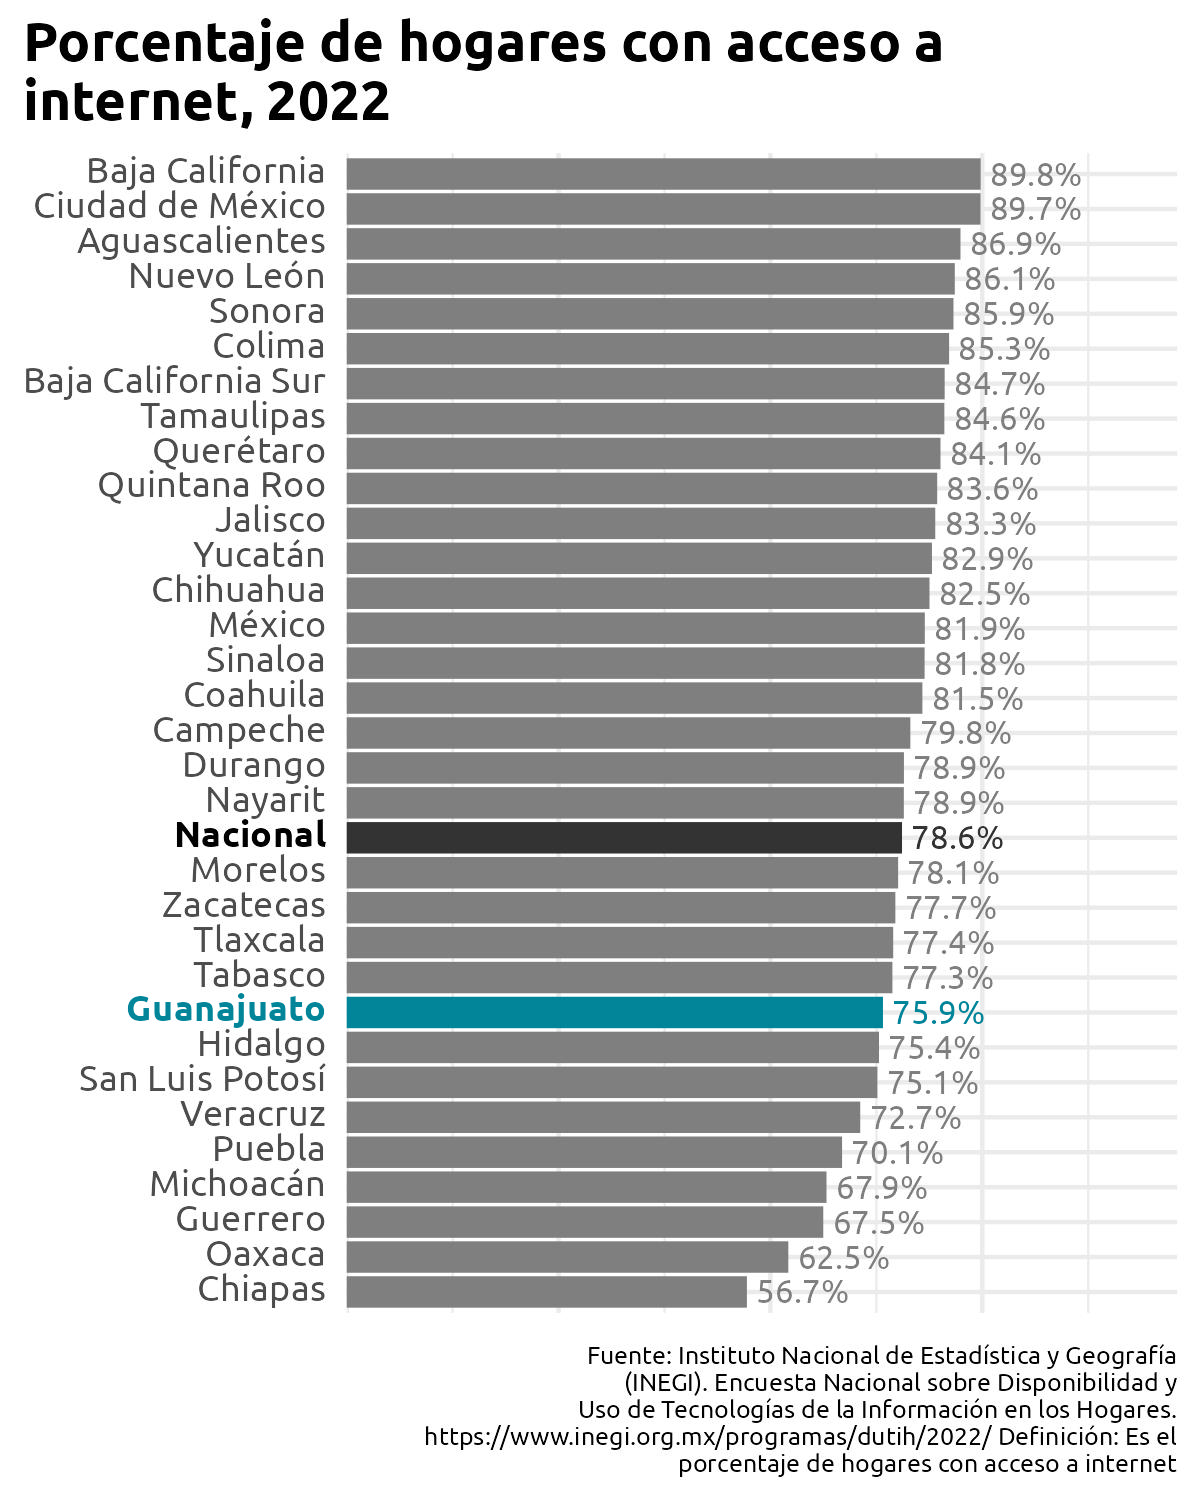 Porcentaje de hogares con acceso a
internet, 2022
Baja California 89.8%
Ciudad de México 89.7%
Aguascalientes 86.9%
Nuevo León 86.1%
Sonora 85.9%
Colima 85.3%
Baja California Sur 84.7%
Tamaulipas 84.6%
Querétaro 84.1%
Quintana Roo 83.6%
Jalisco 83.3%
Yucatán 82.9%
Chihuahua 82.5%
México 81.9%
Sinaloa 81.8%
Coahuila 81.5%
Campeche 79.8%
Durango 78.9%
Nayarit 78.9%
Nacional 78.6%
Morelos 78.1%
Zacatecas 77.7%
Tlaxcala 77.4%
Tabasco 77.3%
Guanajuato 75.9%
Hidalgo 75.4%
San Luis Potosí 75.1%
Veracruz 72.7%
Puebla 70.1%
Michoacán 67.9%
Guerrero 67.5%
Oaxaca 62.5%
Chiapas 56.7%
Fuente: Instituto Nacional de Estadística y Geografía
(INEGI). Encuesta Nacional sobre Disponibilidad y
Uso de Tecnologías de la Información en los Hogares.
https://www.inegi.org.mx/programas/dutih/2022/ Definición: Es el
porcentaje de hogares con acceso a internet